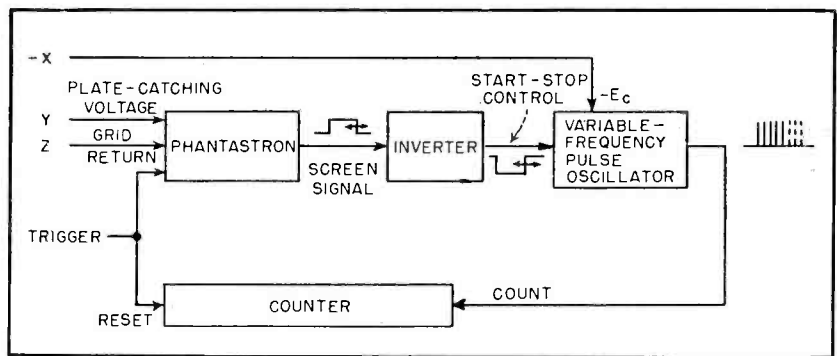 -X
PLATE-CATCHING
VOLTAGE
Y
Z
GRID
RETURN
PHANTASTRON
SCREEN
SIGNAL
INVERTER
START-STOP
CONTROL
-Ec
VARIABLE-
FREQUENCY
PULSE
OSCILLATOR
TRIGGER
RESET
COUNTER
COUNT